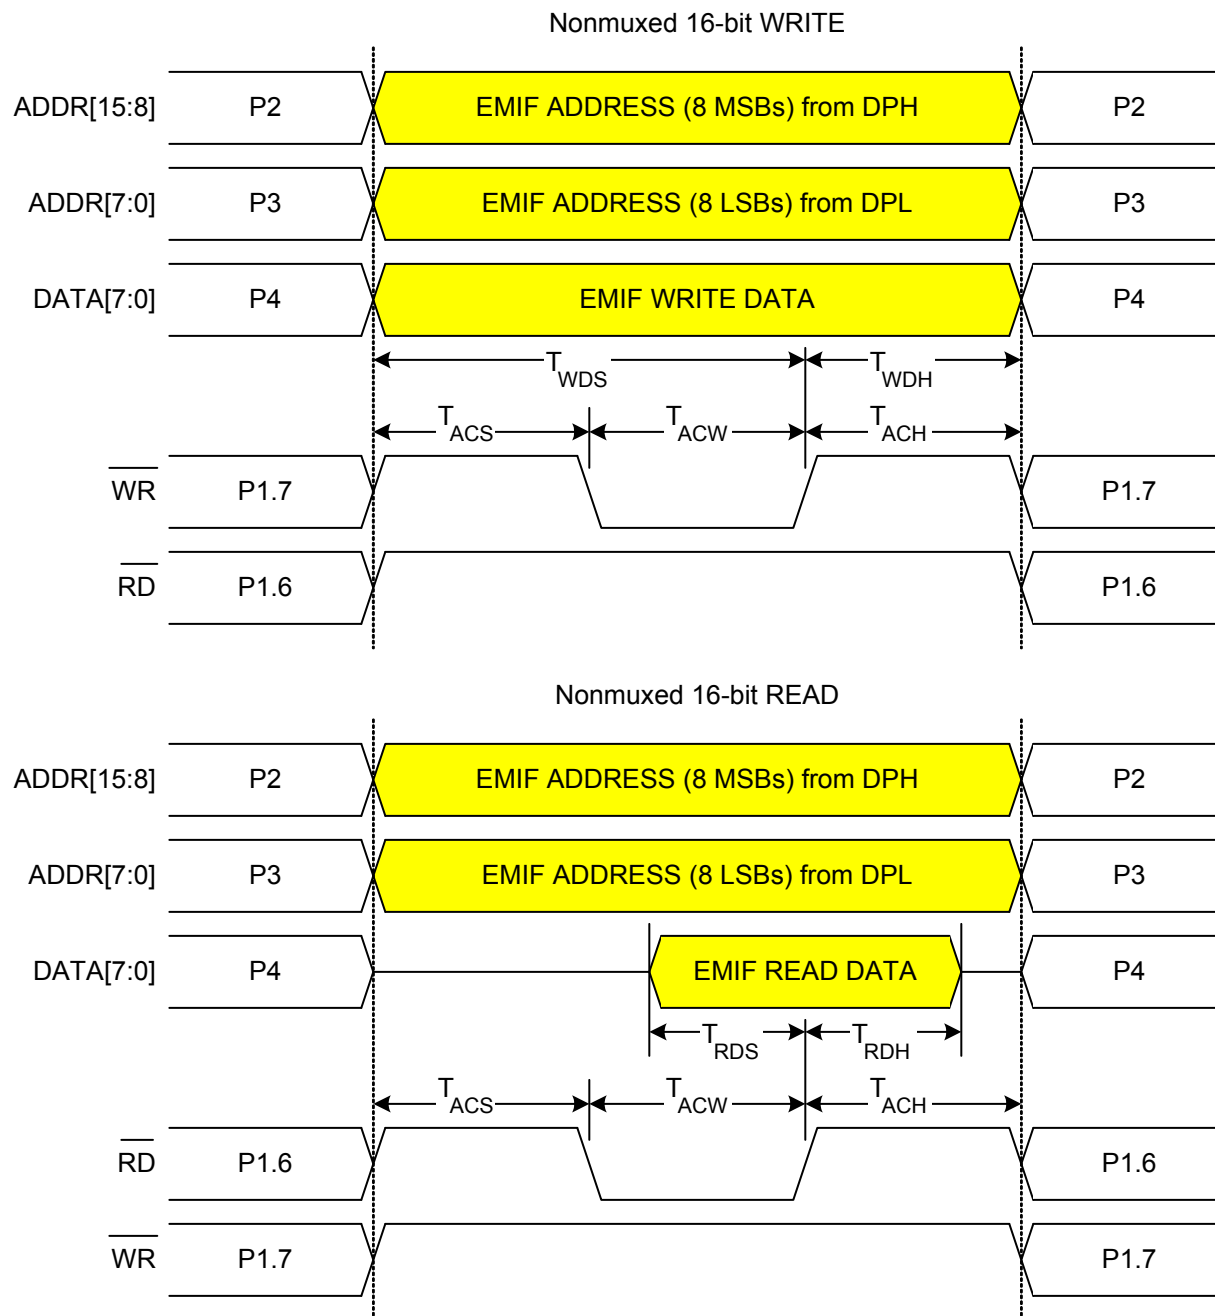 Nonmuxed 16-bit WRITE
ADDR[15:8] P2 EMIF ADDRESS (8 MSBs) from DPH P2
ADDR[7:0] P3 EMIF ADDRESS (8 LSBs) from DPL P3
DATA[7:0] P4 EMIF WRITE DATA P4
TWDS TWDH
TACS TACW TACH
WR P1.7 P1.7
RD P1.6 P1.6
Nonmuxed 16-bit READ
ADDR[15:8] P2 EMIF ADDRESS (8 MSBs) from DPH P2
ADDR[7:0] P3 EMIF ADDRESS (8 LSBs) from DPL P3
DATA[7:0] P4 EMIF READ DATA P4
TRDS TRDH
TACS TACW TACH
RD P1.6 P1.6
WR P1.7 P1.7